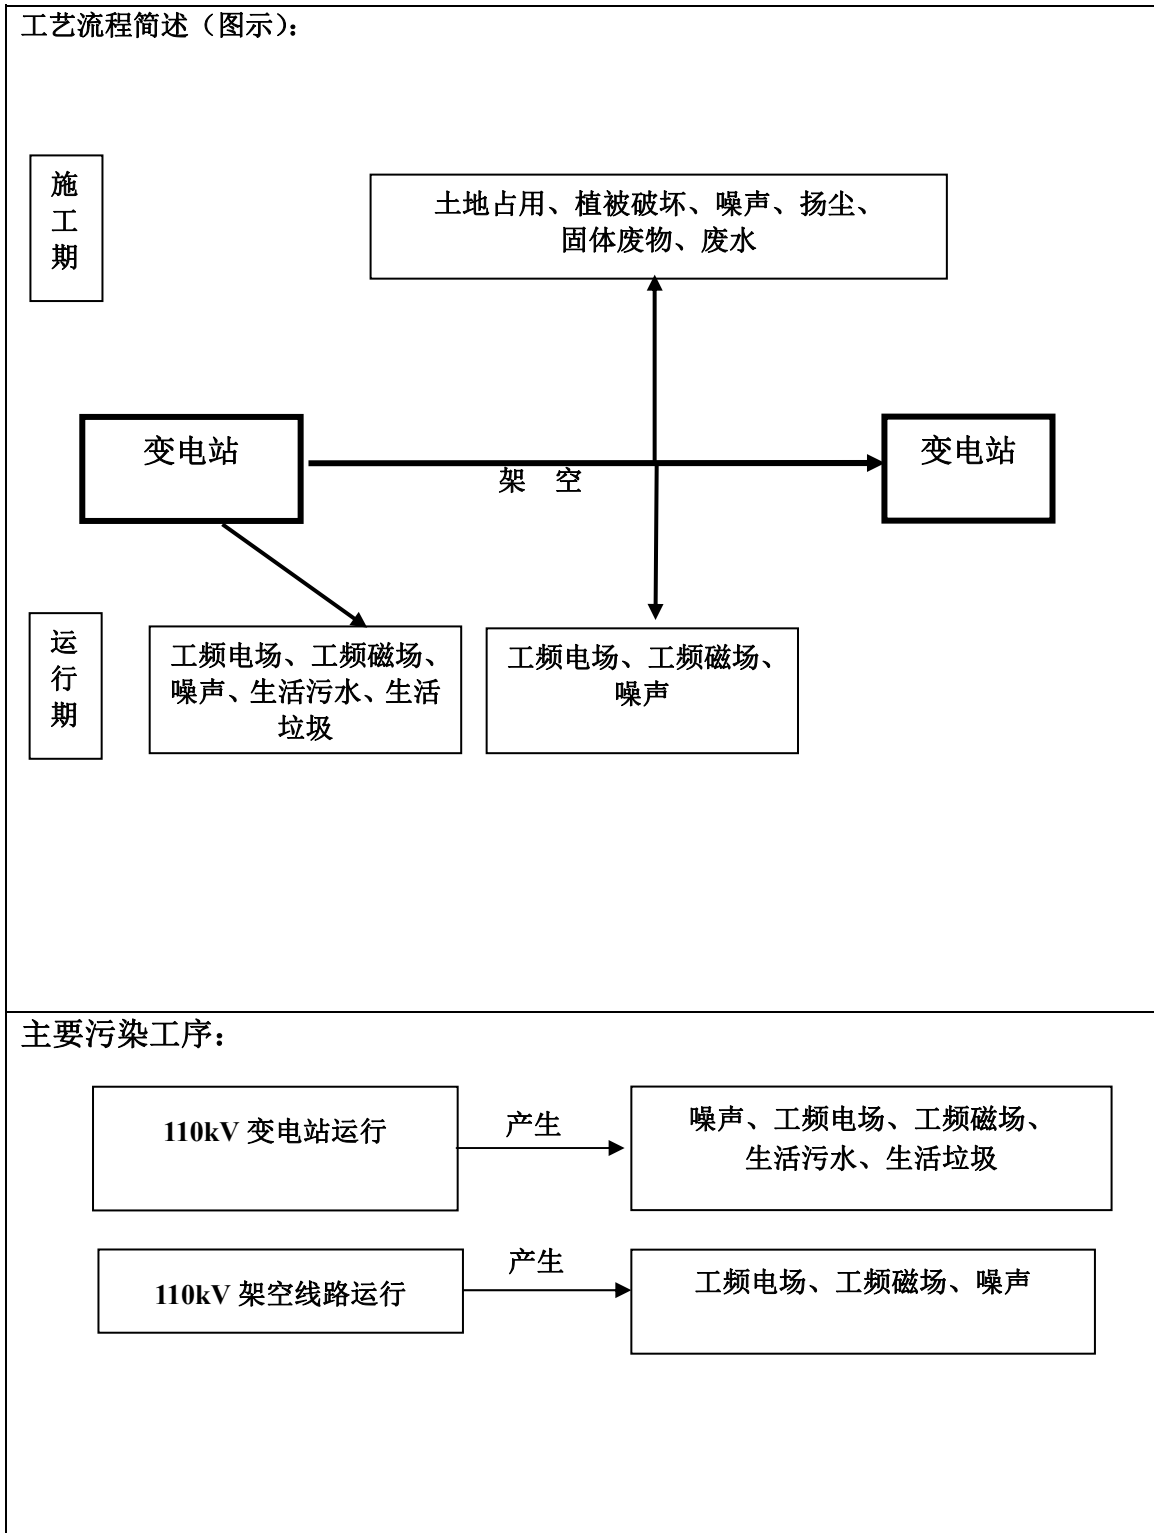 工艺流程简述（图示）：
施
工
期
土地占用、植被破坏、噪声、扬尘、
固体废物、废水
变电站
变电站
架 空
运
行
期
工频电场、工频磁场、
噪声、生活污水、生活
垃圾
工频电场、工频磁场、
噪声
主要污染工序：
110kV 变电站运行
产生
噪声、工频电场、工频磁场、
生活污水、生活垃圾
110kV 架空线路运行
产生
工频电场、工频磁场、噪声